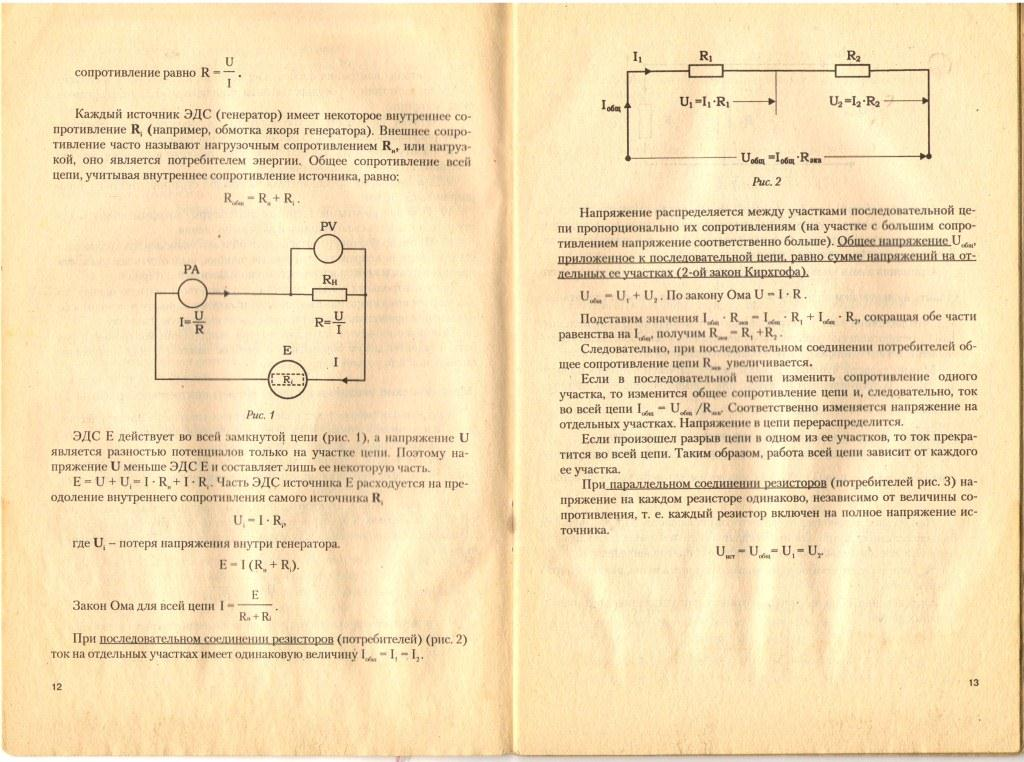 сопротивление равно R = U/I .
Каждый источник ЭДС (генератор) имеет некоторое внутреннее со-
противление Ri (например, обмотка якоря генератора). Внешнее сопро-
тивление часто называют нагрузочным сопротивлением Rн, или нагруз-
кой, оно является потребителем энергии. Общее сопротивление всей
цепи, учитывая внутреннее сопротивление источника, равно:
Rобщ = Rн + Ri .
PV
PA
Rн
I=U/R
R=U/I
E
I
Ri
Рис. 1
ЭДС Е действует во всей замкнутой цепи (рис. 1), а напряжение U
является разностью потенциалов только на участке цепи. Поэтому на-
пряжение U меньше ЭДС Е и составляет лишь ее некоторую часть.
E = U + Ui = I · Rн + I · Ri. Часть ЭДС источника Е расходуется на пре-
одоление внутреннего сопротивления самого источника Ri
Ui = I · Ri,
где Ui – потеря напряжения внутри генератора.
E = I (Rн + Ri).
Закон Ома для всей цепи I = E/(Rн + Ri) .
При последовательном соединении резисторов (потребителей) (рис. 2)
ток на отдельных участках имеет одинаковую величину Iобщ = I1 = I2.
12
I1
R1
R2
Iобщ
U1=I1·R1
U2=I2·R2
Uобщ=Iобщ·Rэкв
Рис. 2
Напряжение распределяется между участками последовательной це-
пи пропорционально их сопротивлениям (на участке с большим сопро-
тивлением напряжение соответственно больше). Общее напряжение Uобщ,
приложенное к последовательной цепи, равно сумме напряжений на от-
дельных ее участках (2-ой закон Кирхгофа).
Uобщ = U1 + U2 . По закону Ома U = I · R .
Подставим значения Iобщ · Rэкв = Iобщ · R1 + Iобщ · R2, сокращая обе части
равенства на Iобщ, получим Rэкв = R1 +R2 .
Следовательно, при последовательном соединении потребителей об-
щее сопротивление цепи Rэкв увеличивается.
Если в последовательной цепи изменить сопротивление одного
участка, то изменится общее сопротивление цепи и, следовательно, ток
во всей цепи Iобщ = Uобщ /Rэкв. Соответственно изменяется напряжение на
отдельных участках. Напряжение в цепи перераспределится.
Если произошел разрыв цепи в одном из ее участков, то ток прекра-
тится во всей цепи. Таким образом, работа всей цепи зависит от каждого
ее участка.
При параллельном соединении резисторов (потребителей рис. 3) на-
пряжение на каждом резисторе одинаково, независимо от величины со-
противления, т. е. каждый резистор включен на полное напряжение ис-
точника.
Uист = Uобщ = U1 = U2.
13